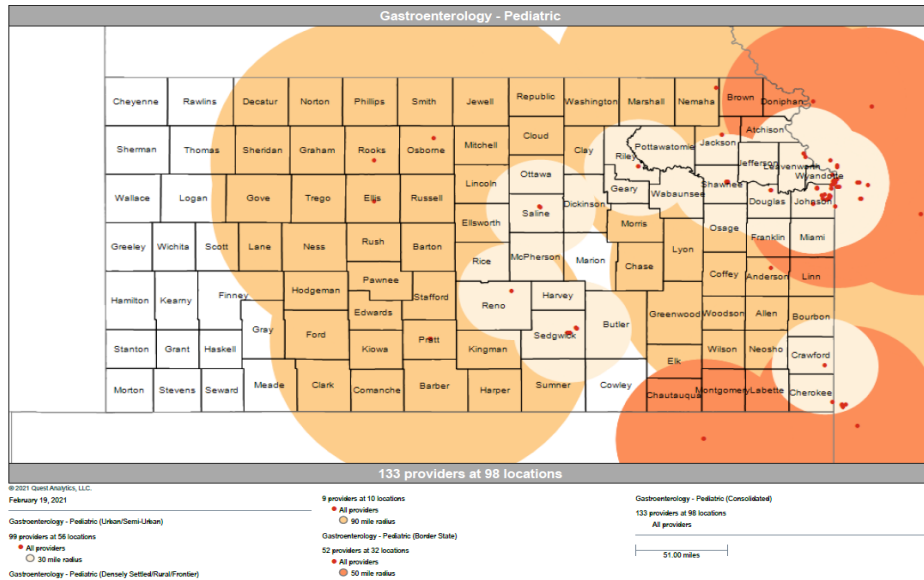 Gastroenterology - Pediatric
Cheyenne Rawlins Decatur Norton Phillips Smith Jewell Republic Washington Marshall Nemaha Brown Doniphan
Sherman Thomas Sheridan Graham Rooks Osborne Mitchell Cloud Clay Riley Pottawatomie Jackson Atchison
Jefferson Leavenworth
Wyandotte
Wallace Logan Gove Trego Ellis Russell Lincoln Ottawa Geary Wabaunsee Shawnee Douglas Johnson
Saline Dickinson
Ellsworth Morris Osage
Greeley Wichita Scott Lane Ness Rush Barton Rice McPherson Marion Chase Lyon Franklin Miami
Pawnee
Hamilton Kearny Finney Hodgeman Stafford Reno Harvey Coffey Anderson Linn
Gray Ford Edwards Sedgwick Butler Greenwood Woodson Allen Bourbon
Stanton Grant Haskell Kiowa Pratt Kingman Elk Wilson Neosho Crawford
Morton Stevens Seward Meade Clark Comanche Barber Harper Sumner Cowley Chautauqua Montgomery Labette Cherokee
133 providers at 98 locations
© 2021 Quest Analytics, LLC.
February 19, 2021
Gastroenterology - Pediatric (Urban/Semi-Urban)
99 providers at 56 locations
All providers
30 mile radius
Gastroenterology - Pediatric (Densely Settled/Rural/Frontier)
9 providers at 10 locations
All providers
90 mile radius
Gastroenterology - Pediatric (Border State)
52 providers at 32 locations
All providers
50 mile radius
Gastroenterology - Pediatric (Consolidated)
133 providers at 98 locations
All providers
51.00 miles